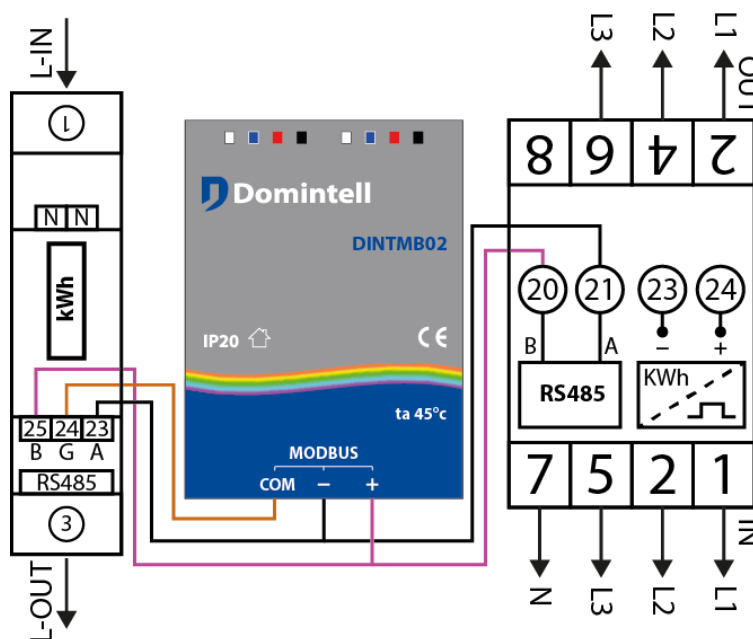 L-IN
1
N N
kWh
25 24 23
B G A
RS485
3
L-OUT
Domintell
DINTMB02
IP20
CE
ta 45°c
MODBUS
COM − +
L3 L2 L1
OUT
8 6 4 2
20 21 23 24
B A − +
RS485
KWh
7 5 2 1
IN
N L3 L2 L1